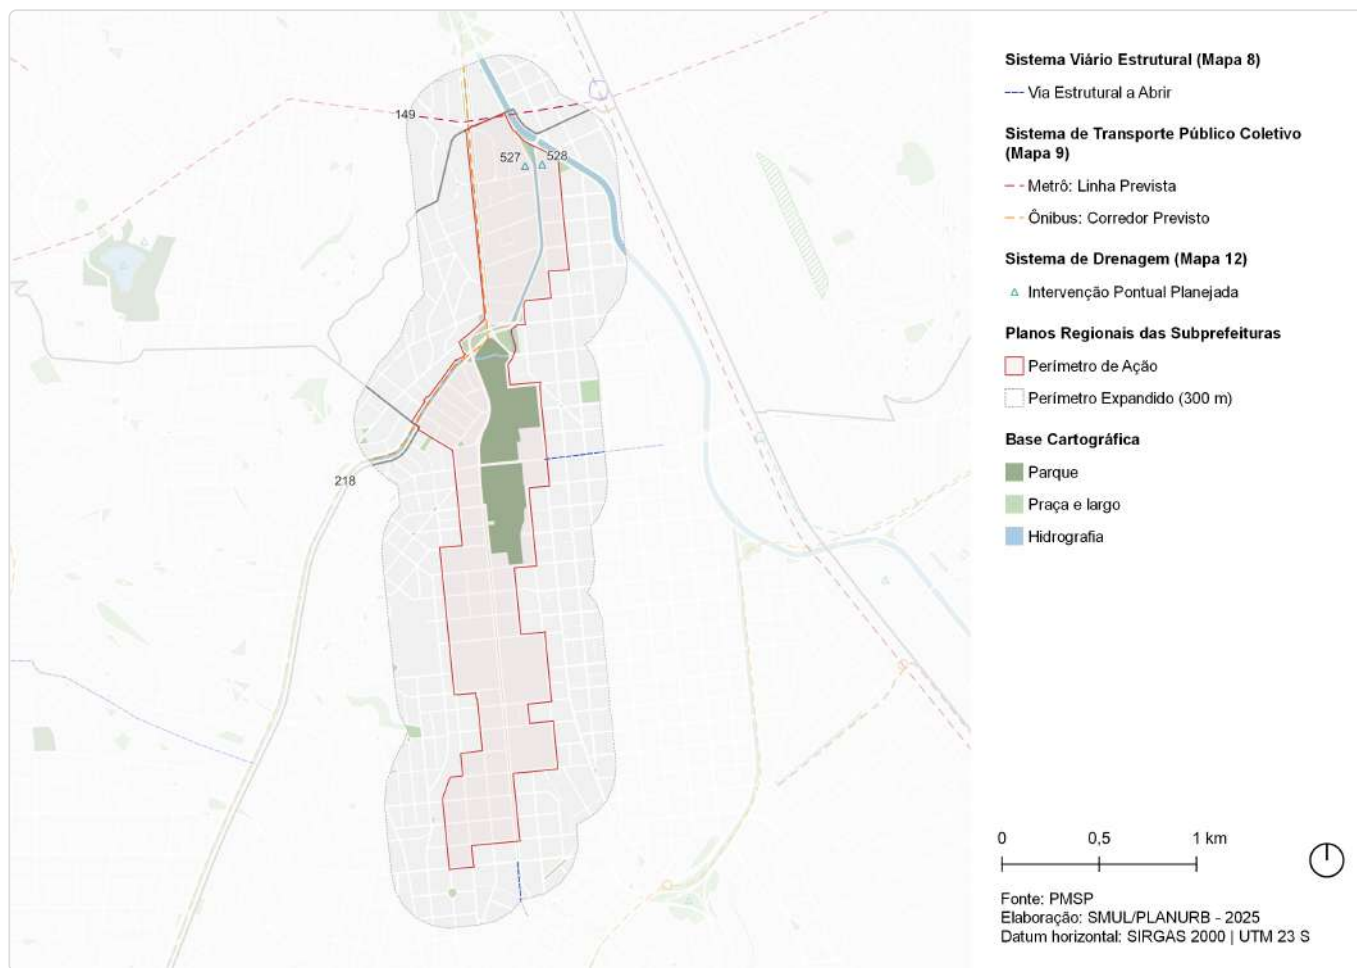 149
527
528
218
Sistema Viário Estrutural (Mapa 8)
Via Estrutural a Abrir
Sistema de Transporte Público Coletivo
(Mapa 9)
Metrô: Linha Prevista
Ônibus: Corredor Previsto
Sistema de Drenagem (Mapa 12)
Intervenção Pontual Planejada
Planos Regionais das Subprefeituras
Perímetro de Ação
Perímetro Expandido (300 m)
Base Cartográfica
Parque
Praça e largo
Hidrografia
0 0,5 1 km
Fonte: PMSP
Elaboração: SMUL/PLANURB - 2025
Datum horizontal: SIRGAS 2000 | UTM 23 S